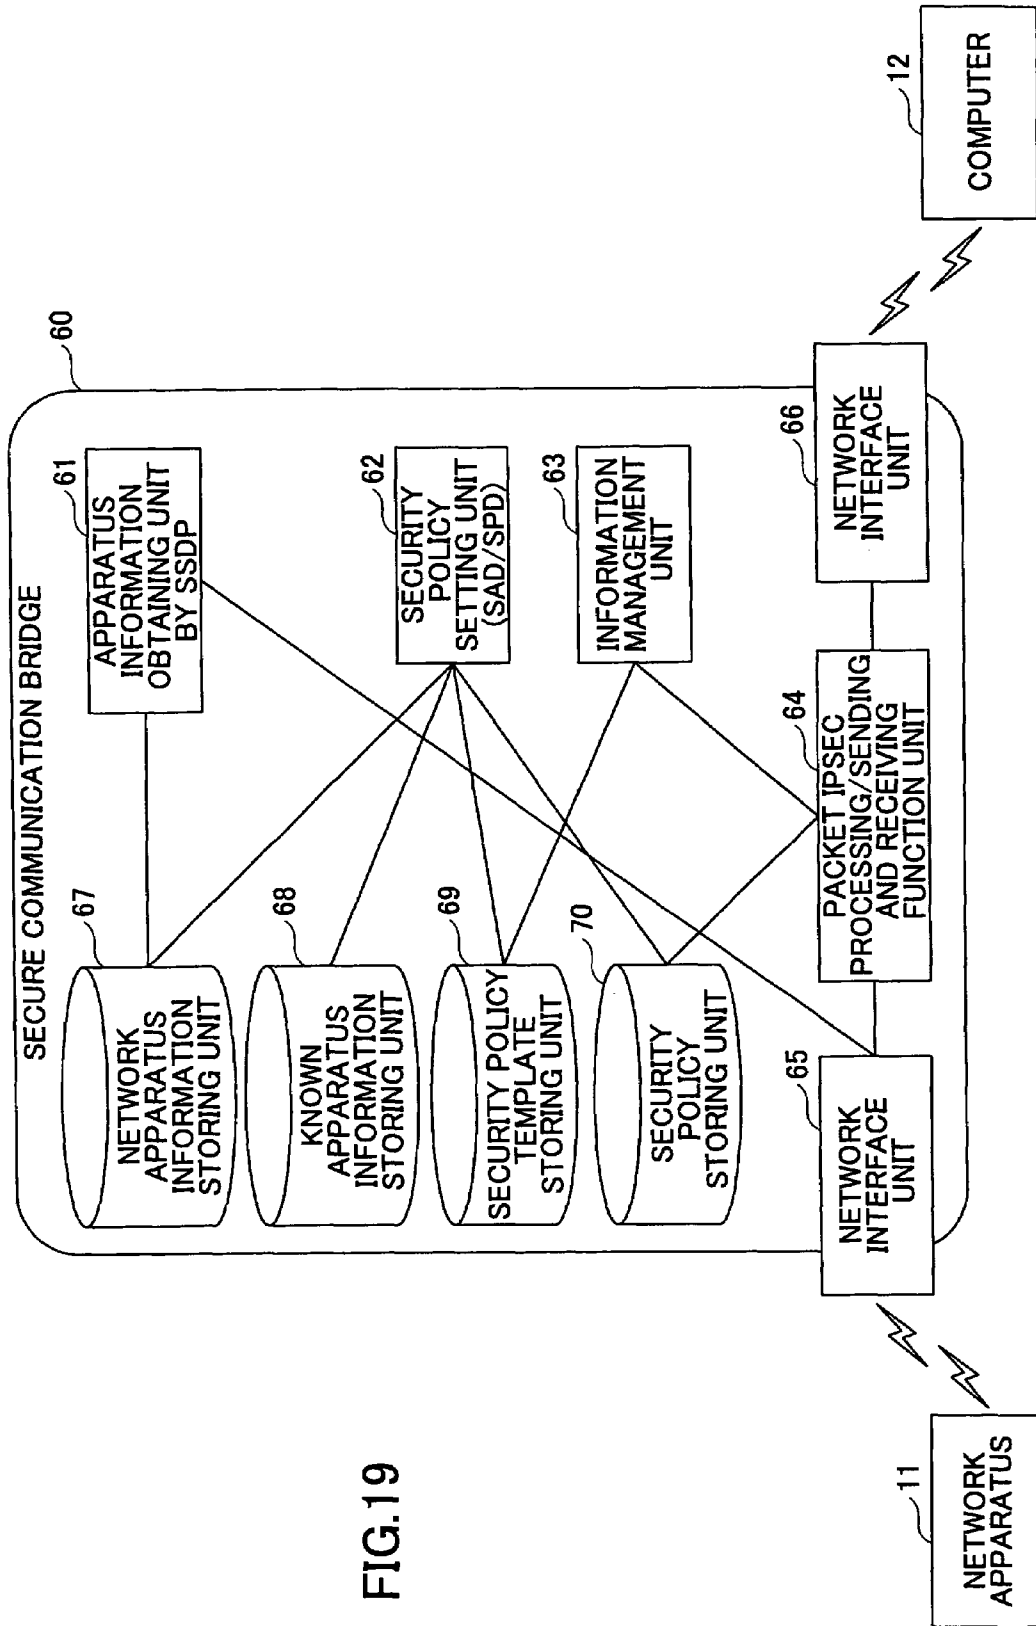 FIG.19
SECURE COMMUNICATION BRIDGE
60
67
NETWORK
APPARATUS
INFORMATION
STORING UNIT
61
APPARATUS
INFORMATION
OBTAINING UNIT
BY SSDP
68
KNOWN
APPARATUS
INFORMATION
STORING UNIT
62
SECURITY
POLICY
SETTING UNIT
(SAD/SPD)
69
SECURITY POLICY
TEMPLATE
STORING UNIT
63
INFORMATION
MANAGEMENT
UNIT
70
SECURITY
POLICY
STORING UNIT
65
NETWORK
INTERFACE
UNIT
64
PACKET IPSEC
PROCESSING/SENDING
AND RECEIVING
FUNCTION UNIT
66
NETWORK
INTERFACE
UNIT
11
NETWORK
APPARATUS
12
COMPUTER